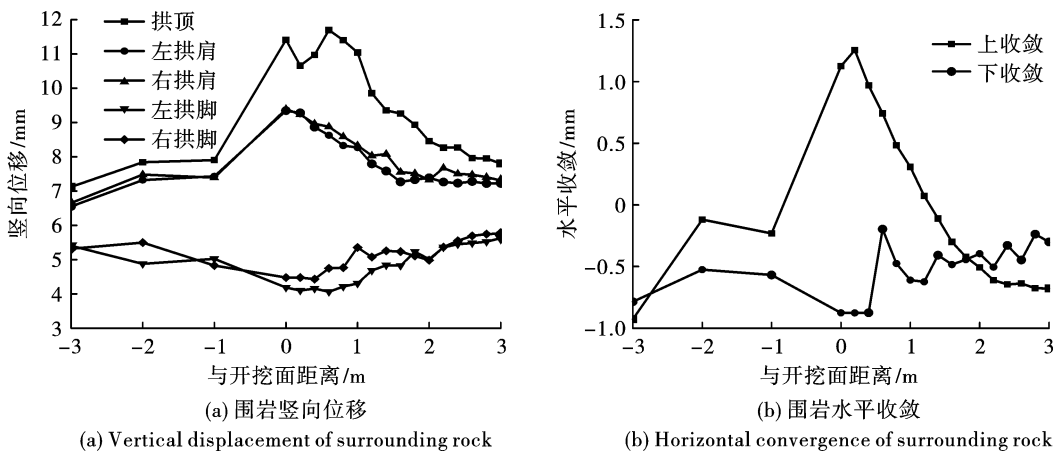 12
11
10
9
8
7
6
5
4
3
竖向位移/mm
拱顶
左拱肩
右拱肩
左拱脚
右拱脚
-3 -2 -1 0 1 2 3
与开挖面距离/m
(a) 围岩竖向位移
(a) Vertical displacement of surrounding rock
1.5
1.0
0.5
0
-0.5
-1.0
水平收敛/mm
上收敛
下收敛
-3 -2 -1 0 1 2 3
与开挖面距离/m
(b) 围岩水平收敛
(b) Horizontal convergence of surrounding rock